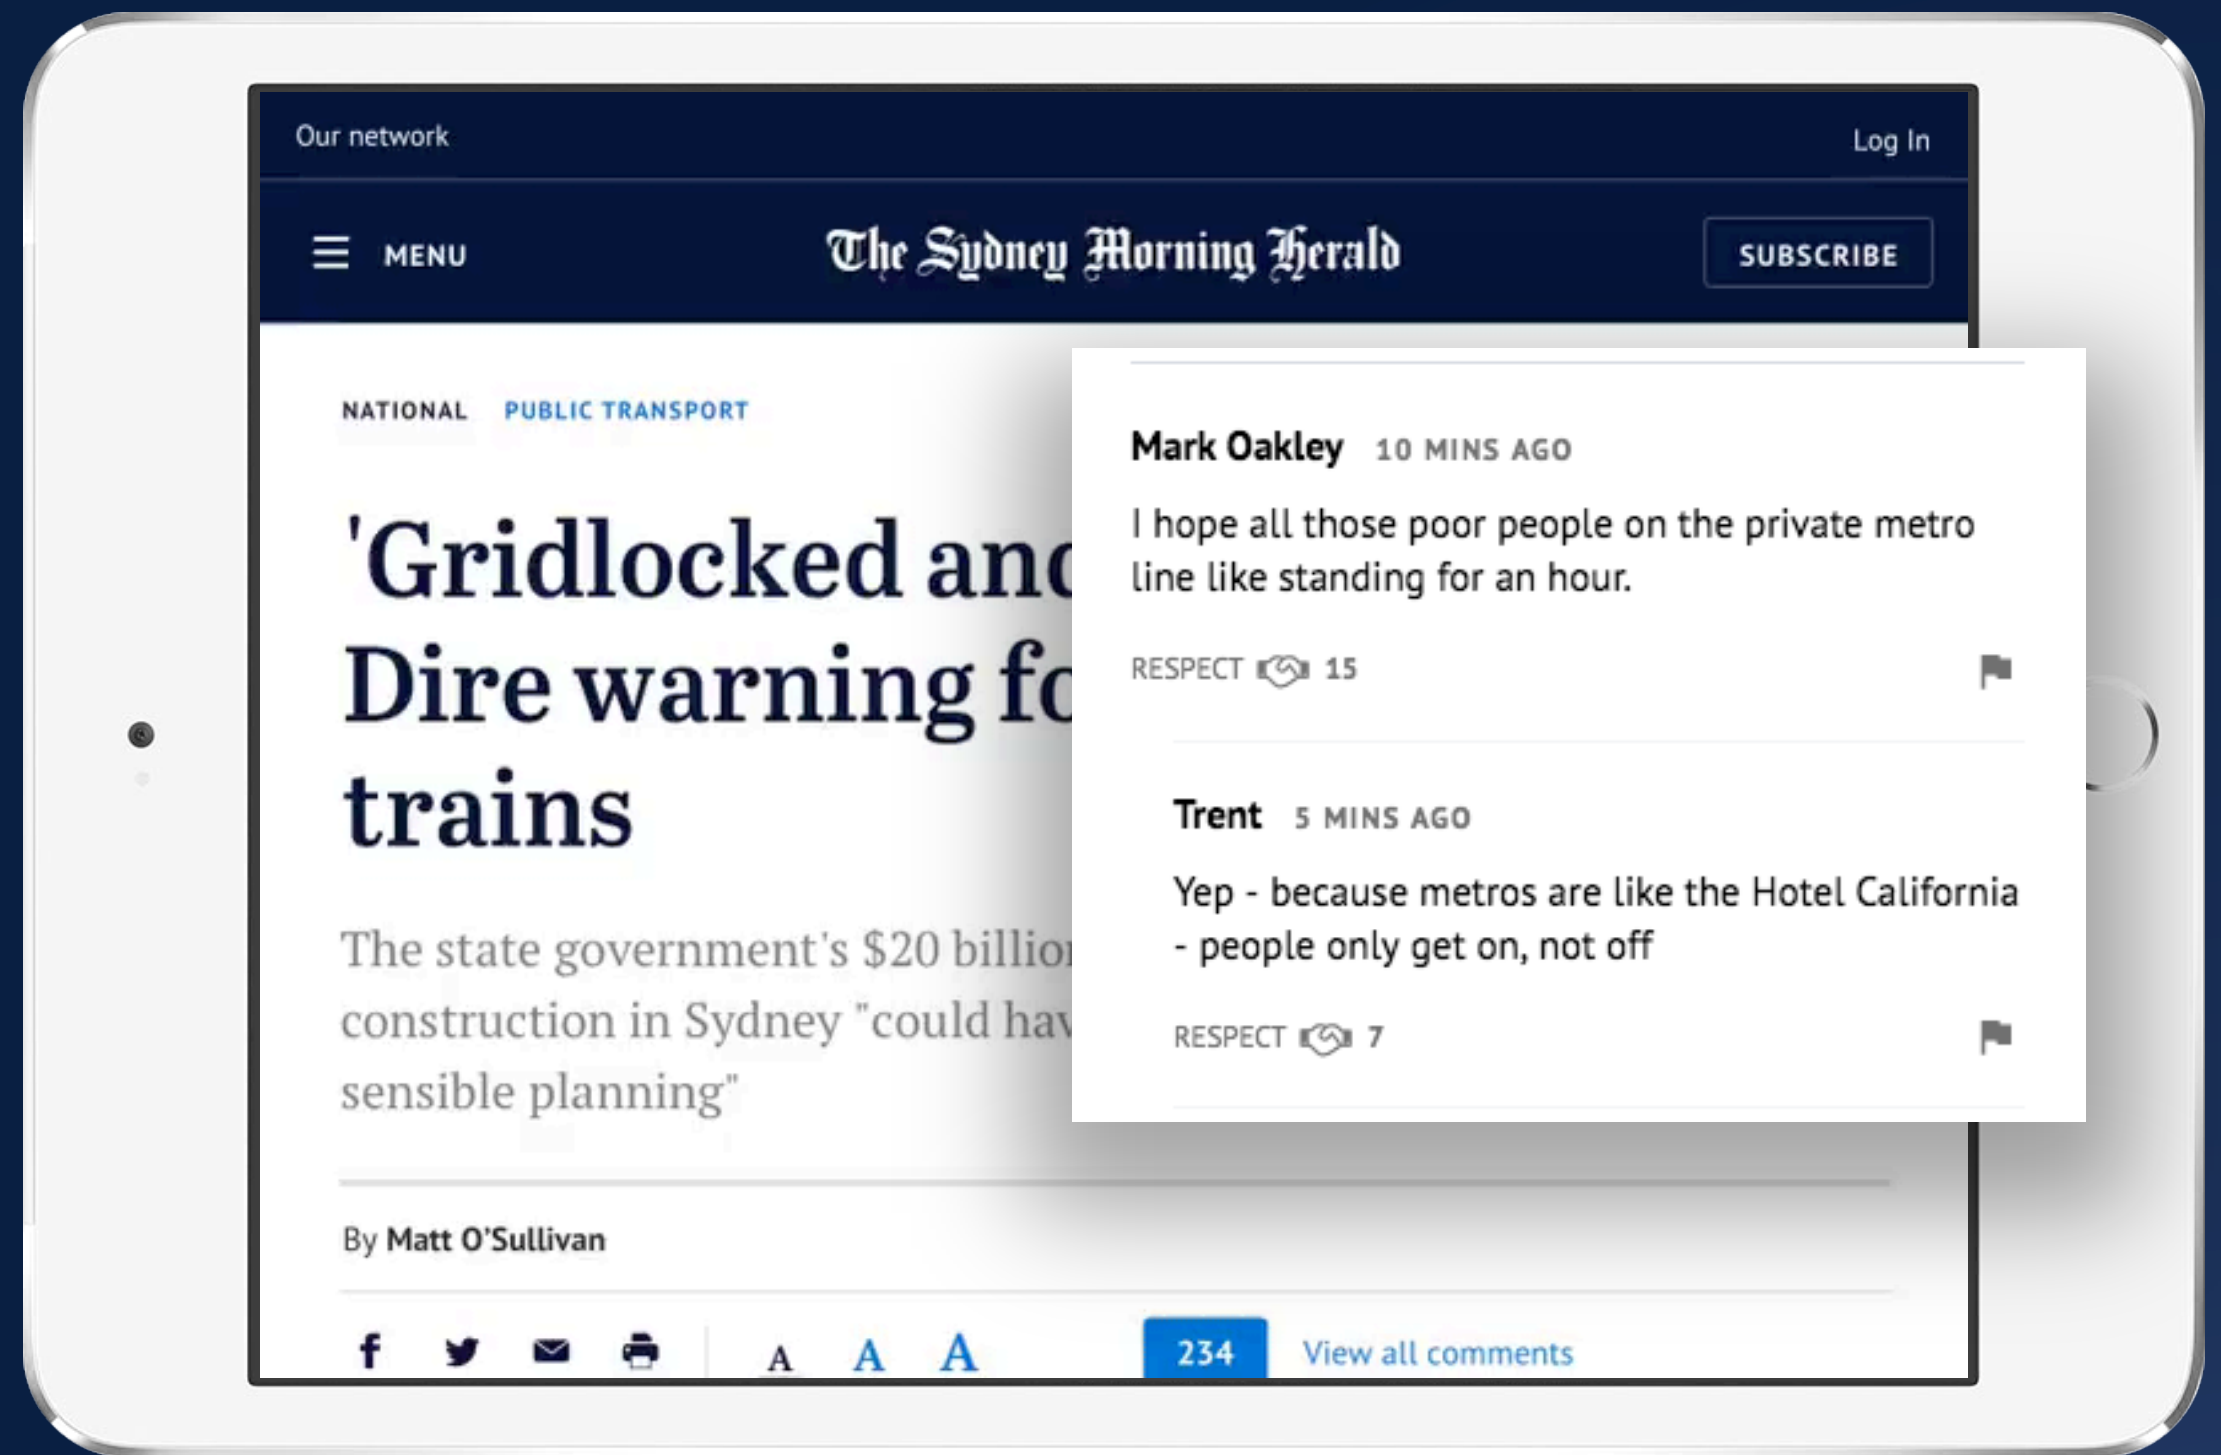 Our network
Log In
MENU
The Sydney Morning Herald
SUBSCRIBE
NATIONAL PUBLIC TRANSPORT
'Gridlocked and
Dire warning
trains
The state government's $20
construction in Sydney "could
sensible planning"
By Matt O'Sullivan
A A A
234 View all comments
Mark Oakley 10 MINS AGO
I hope all those poor people on the private metro
line like standing for an hour.
RESPECT 15
Trent 5 MINS AGO
Yep - because metros are like the Hotel California
- people only get on, not off
RESPECT 7